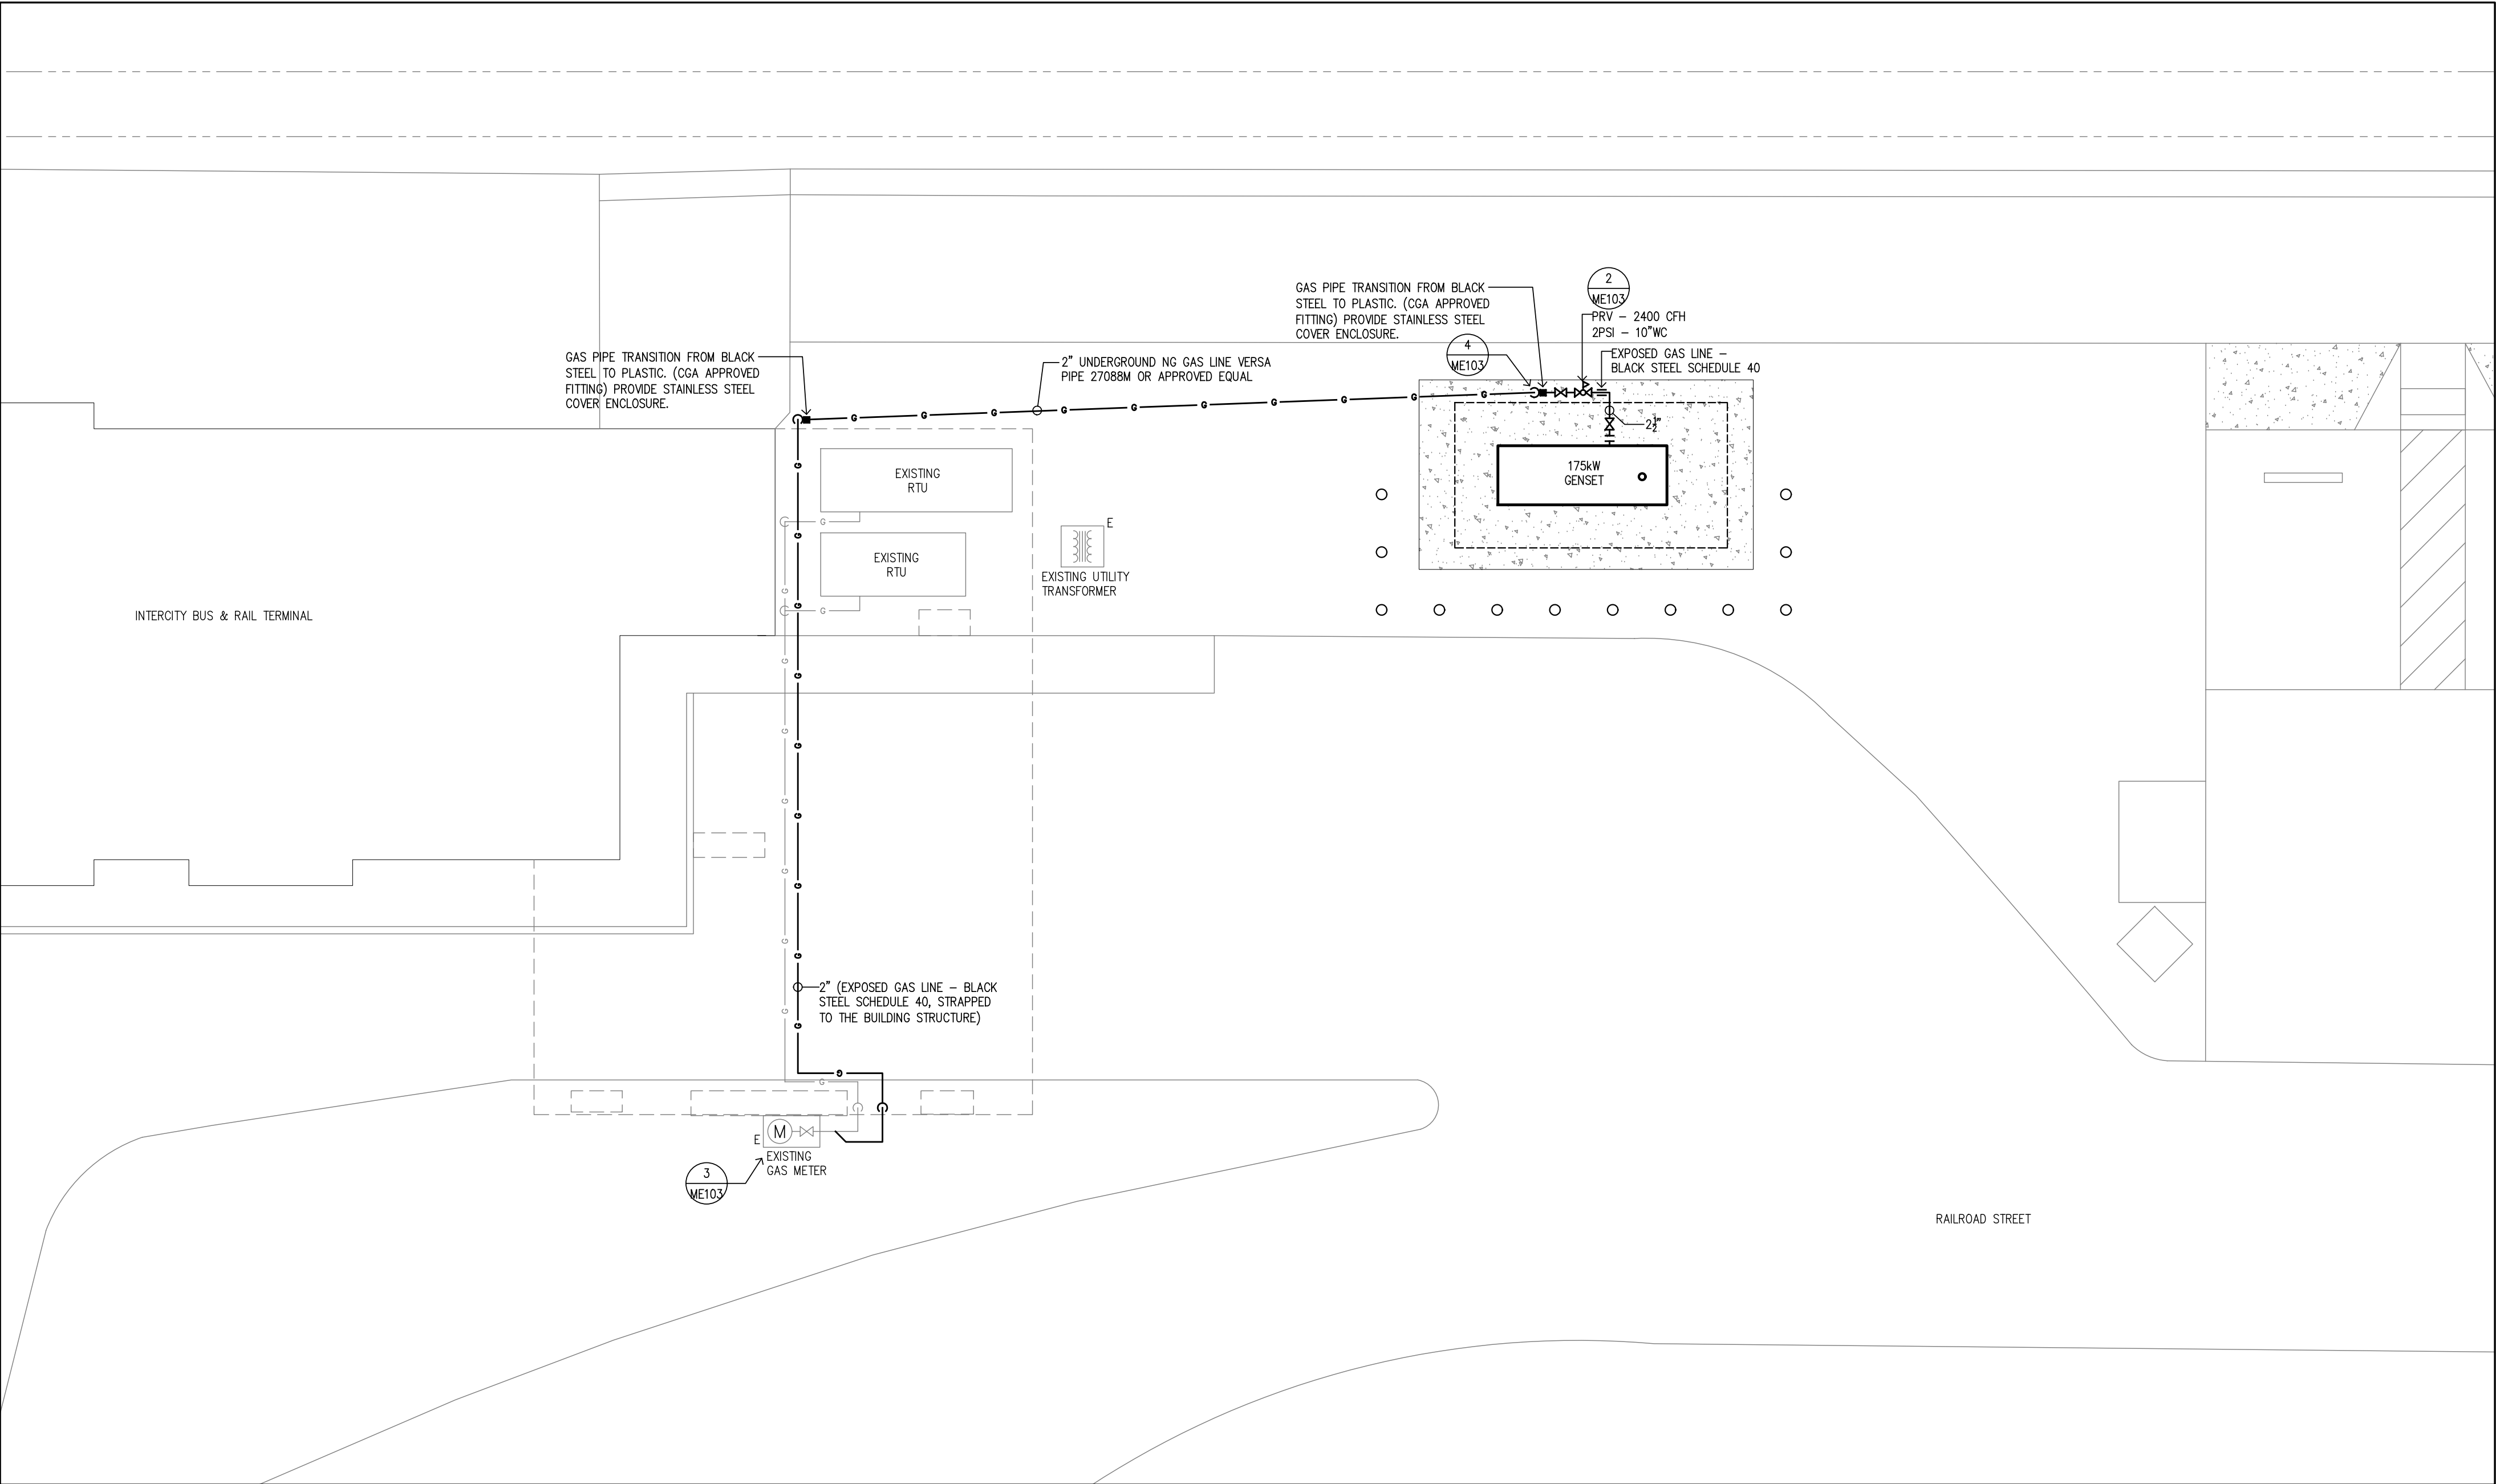 2
ME103
GAS PIPE TRANSITION FROM BLACK
STEEL TO PLASTIC. (CGA APPROVED
FITTING) PROVIDE STAINLESS STEEL
COVER ENCLOSURE.
PRV – 2400 CFH
2PSI – 10"WC
4
ME103
EXPOSED GAS LINE –
BLACK STEEL SCHEDULE 40
GAS PIPE TRANSITION FROM BLACK
STEEL TO PLASTIC. (CGA APPROVED
FITTING) PROVIDE STAINLESS STEEL
COVER ENCLOSURE.
2" UNDERGROUND NG GAS LINE VERSA
PIPE 27088M OR APPROVED EQUAL
G G G G G G G G G G
2½"
G
EXISTING
RTU
175kW
GENSET
G
G
E
EXISTING
RTU
EXISTING UTILITY
TRANSFORMER
G
G
G
INTERCITY BUS & RAIL TERMINAL
G
G
G
G
G
G
G
G
G
G
G
2" (EXPOSED GAS LINE – BLACK
STEEL SCHEDULE 40, STRAPPED
TO THE BUILDING STRUCTURE)
G
G
G
G
M
E
EXISTING
GAS METER
3
ME103
RAILROAD STREET